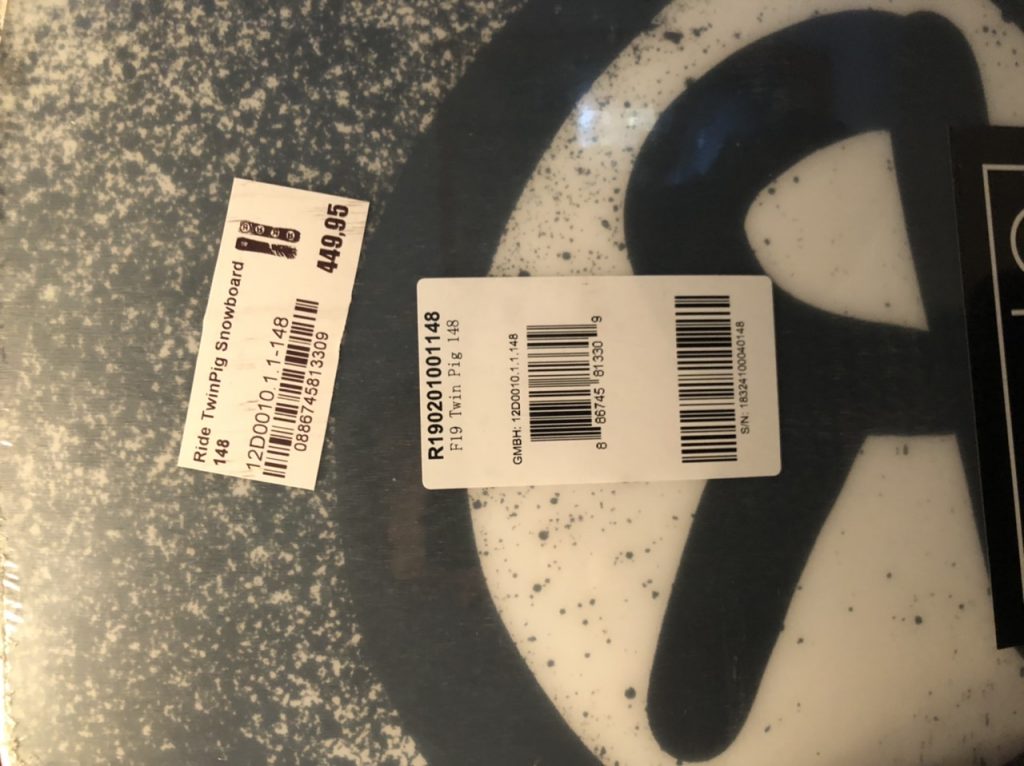 Ride TwinPig Snowboard
148
449,95
12D0010.1.1-148
0886745813309
R190201001148
F19 Twin Pig 148
GMBH: 12D0010.1.1.148
8 86745 81330 9
S/N: 18324100040148